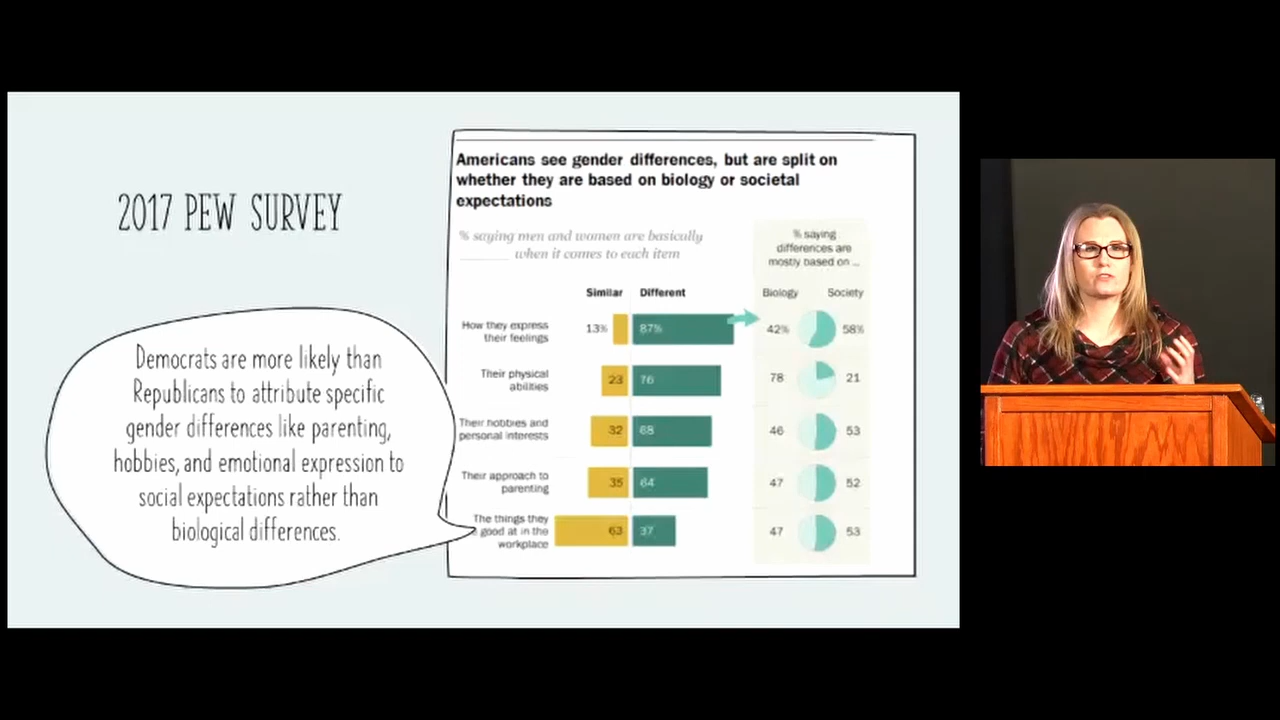 2017 PEW SURVEY
Democrats are more likely than
Republicans to attribute specific
gender differences like parenting,
hobbies, and emotional expression to
social expectations rather than
biological differences.
Americans see gender differences, but are split on
whether they are based on biology or societal
expectations
% saying men and women are basically
______ when it comes to each item
% saying
differences are
mostly based on ...
Similar Different
Biology Society
How they express
their feelings
13% 87% 42% 58%
Their physical
abilities
23 76 78 21
Their hobbies and
personal interests
32 68 46 53
Their approach to
parenting
35 64 47 52
The things they
good at in the
workplace
63 37 47 53